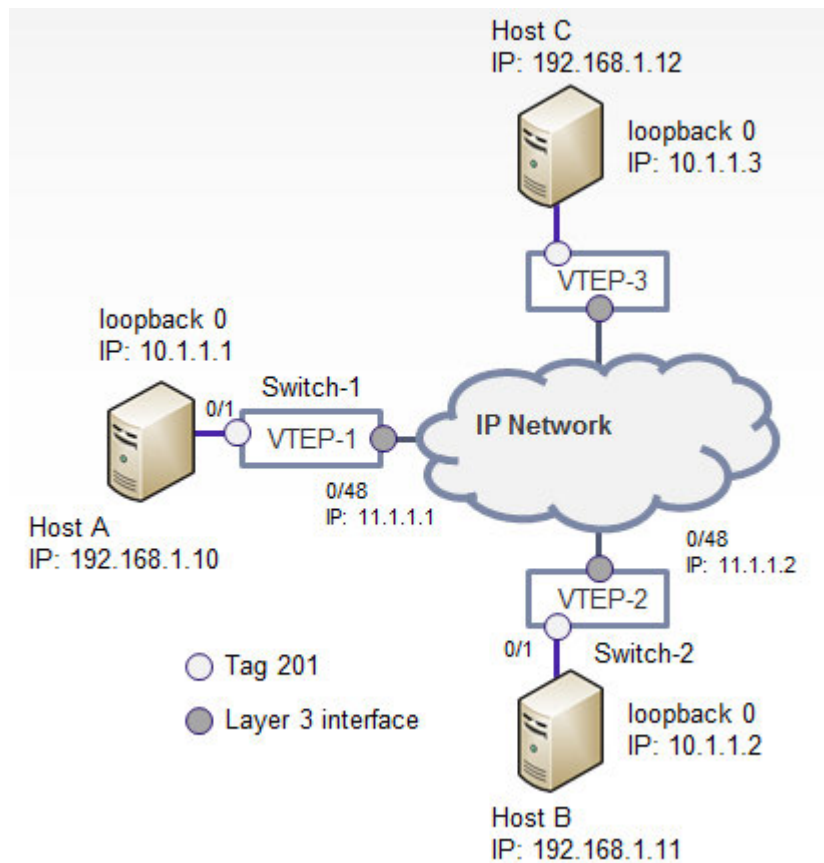 Host C
IP: 192.168.1.12
loopback 0
IP: 10.1.1.3
VTEP-3
loopback 0
IP: 10.1.1.1
Switch-1
0/1
VTEP-1
IP Network
0/48
IP: 11.1.1.1
Host A
IP: 192.168.1.10
0/48
IP: 11.1.1.2
VTEP-2
0/1
Switch-2
Tag 201
Layer 3 interface
loopback 0
IP: 10.1.1.2
Host B
IP: 192.168.1.11